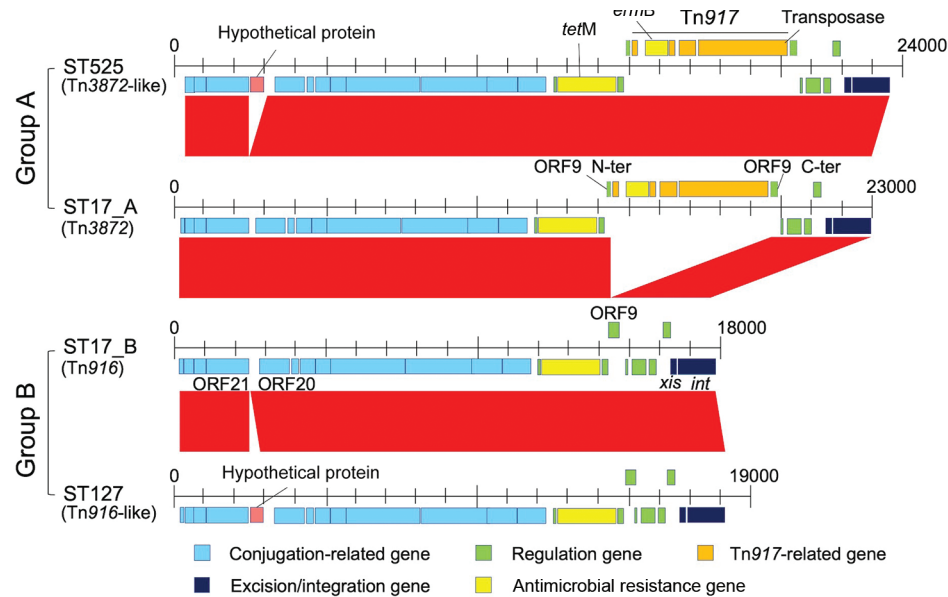 ermB Tn917 Transposase
Hypothetical protein tetM
0 24000
ST525
(Tn3872-like)
Group A
ORF9 N-ter ORF9 C-ter
0 23000
ST17_A
(Tn3872)
ORF9
0 18000
ST17_B
(Tn916)
xis int
ORF21 ORF20
Group B
Hypothetical protein
0 19000
ST127
(Tn916-like)
Conjugation-related gene Regulation gene Tn917-related gene
Excision/integration gene Antimicrobial resistance gene